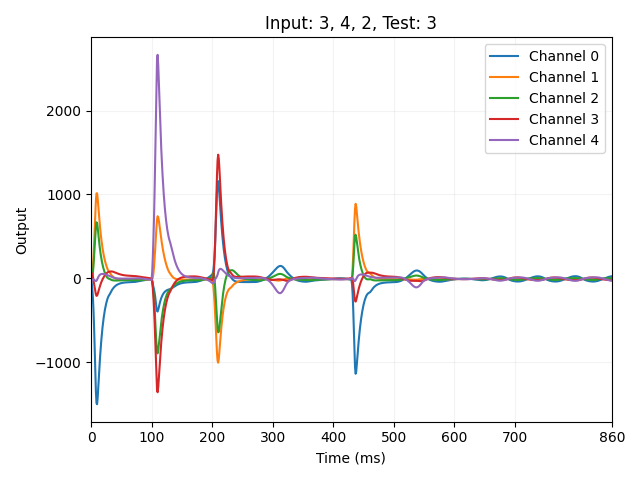 Input: 3, 4, 2, Test: 3
Channel 0
Channel 1
Channel 2
Channel 3
Channel 4
Output
2000
1000
0
−1000
0 100 200 300 400 500 600 700 860
Time (ms)